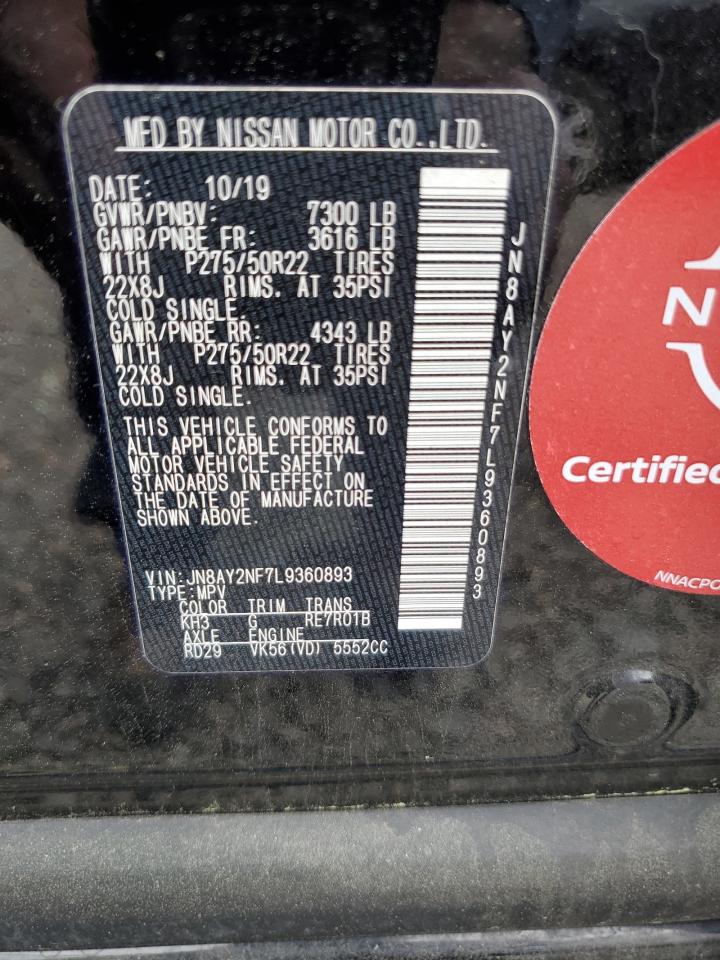 MFD BY NISSAN MOTOR CO.,LTD.
DATE: 10/19
GVWR/PNBV: 7300 LB
GAWR/PNBE FR: 3616 LB
WITH P275/50R22 TIRES
22X8J RIMS. AT 35PSI
COLD SINGLE.
GAWR/PNBE RR: 4343 LB
WITH P275/50R22 TIRES
22X8J RIMS. AT 35PSI
COLD SINGLE.
THIS VEHICLE CONFORMS TO
ALL APPLICABLE FEDERAL
MOTOR VEHICLE SAFETY
STANDARDS IN EFFECT ON
THE DATE OF MANUFACTURE
SHOWN ABOVE.
VIN:JN8AY2NF7L9360893
TYPE:MPV
COLOR TRIM TRANS
KH3 G RE7R01B
AXLE ENGINE
RD29 VK56(VD) 5552CC
JN8AY2NF7L9360893
Certified